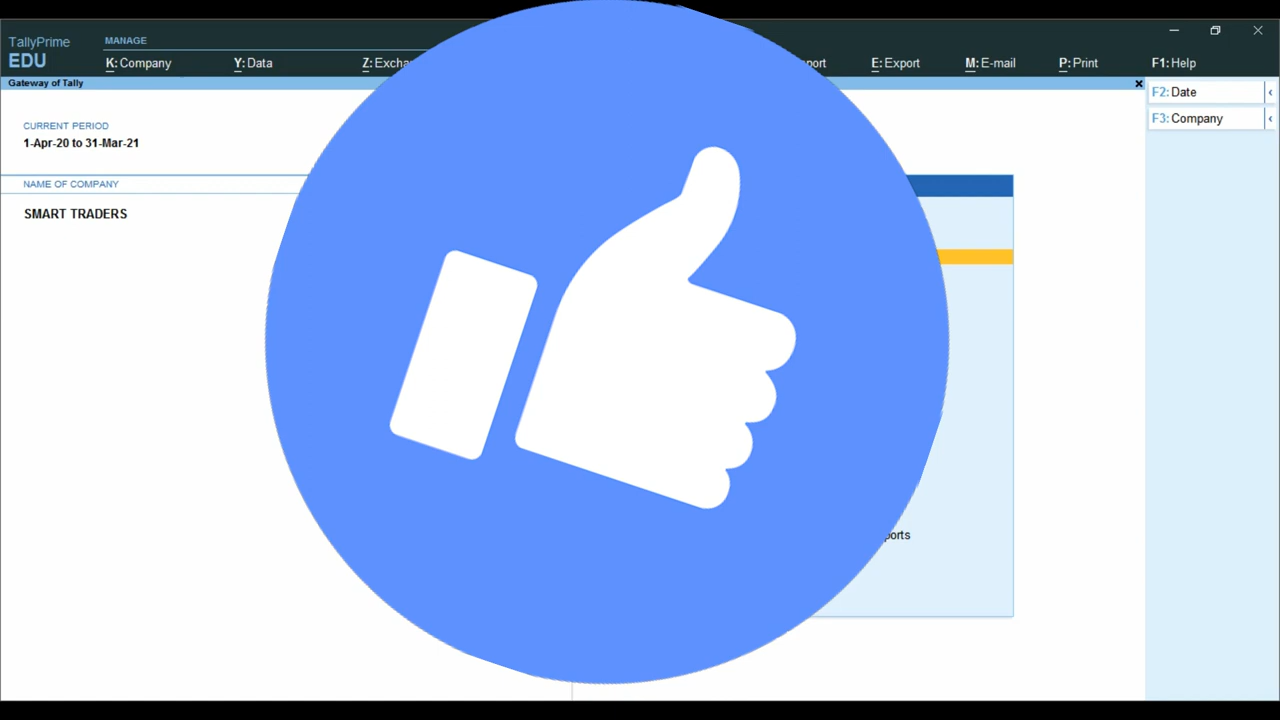 TallyPrime
EDU
MANAGE
K: Company
Y: Data
E: Export
M: E-mail
P: Print
F1: Help
Gateway of Tally
F2: Date
F3: Company
CURRENT PERIOD
1-Apr-20 to 31-Mar-21
NAME OF COMPANY
SMART TRADERS